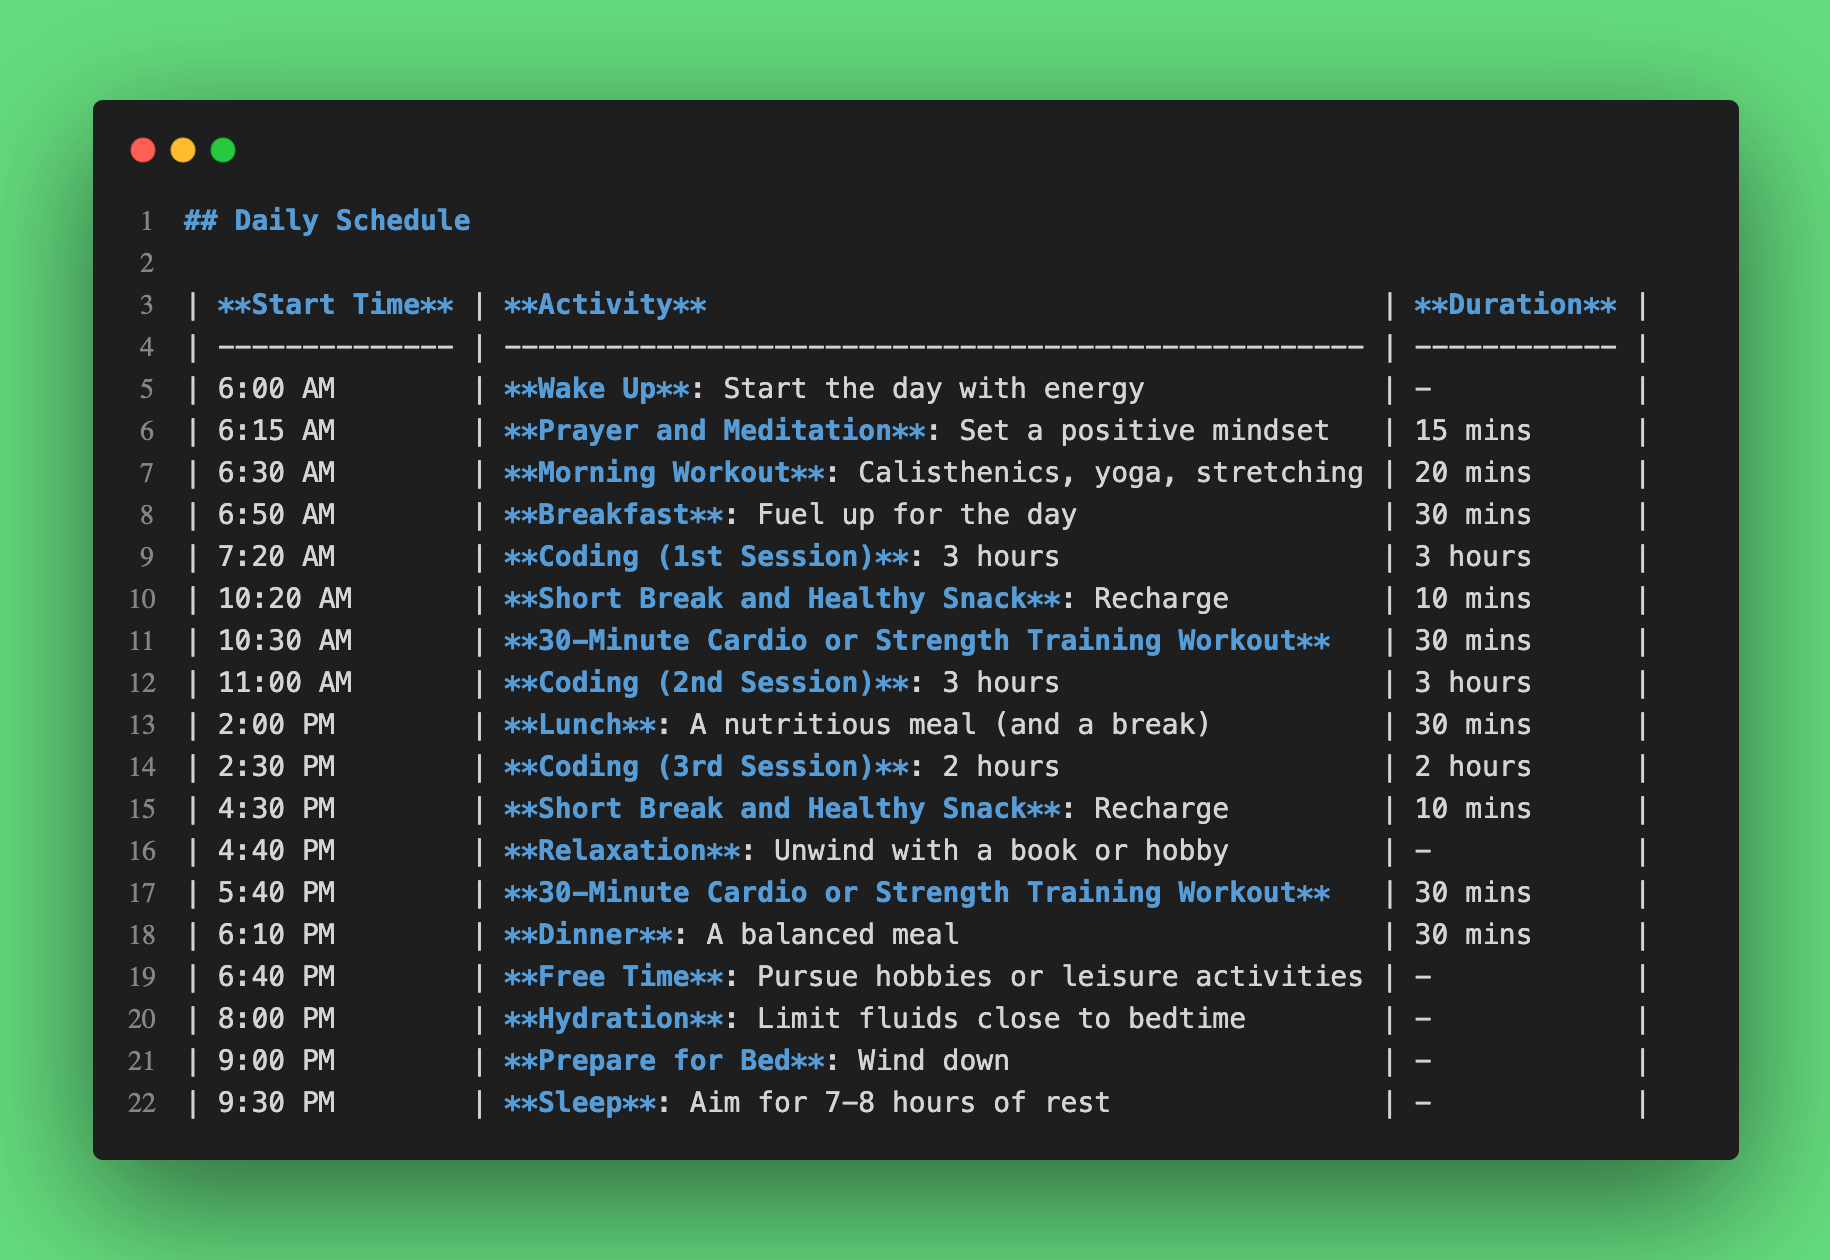 1 ## Daily Schedule
2
3 | **Start Time** | **Activity** | **Duration** |
4 | -------------- | --------------------------------------------------- | ------------ |
5 | 6:00 AM | **Wake Up**: Start the day with energy | - |
6 | 6:15 AM | **Prayer and Meditation**: Set a positive mindset | 15 mins |
7 | 6:30 AM | **Morning Workout**: Calisthenics, yoga, stretching | 20 mins |
8 | 6:50 AM | **Breakfast**: Fuel up for the day | 30 mins |
9 | 7:20 AM | **Coding (1st Session)**: 3 hours | 3 hours |
10 | 10:20 AM | **Short Break and Healthy Snack**: Recharge | 10 mins |
11 | 10:30 AM | **30-Minute Cardio or Strength Training Workout** | 30 mins |
12 | 11:00 AM | **Coding (2nd Session)**: 3 hours | 3 hours |
13 | 2:00 PM | **Lunch**: A nutritious meal (and a break) | 30 mins |
14 | 2:30 PM | **Coding (3rd Session)**: 2 hours | 2 hours |
15 | 4:30 PM | **Short Break and Healthy Snack**: Recharge | 10 mins |
16 | 4:40 PM | **Relaxation**: Unwind with a book or hobby | - |
17 | 5:40 PM | **30-Minute Cardio or Strength Training Workout** | 30 mins |
18 | 6:10 PM | **Dinner**: A balanced meal | 30 mins |
19 | 6:40 PM | **Free Time**: Pursue hobbies or leisure activities | - |
20 | 8:00 PM | **Hydration**: Limit fluids close to bedtime | - |
21 | 9:00 PM | **Prepare for Bed**: Wind down | - |
22 | 9:30 PM | **Sleep**: Aim for 7-8 hours of rest | - |